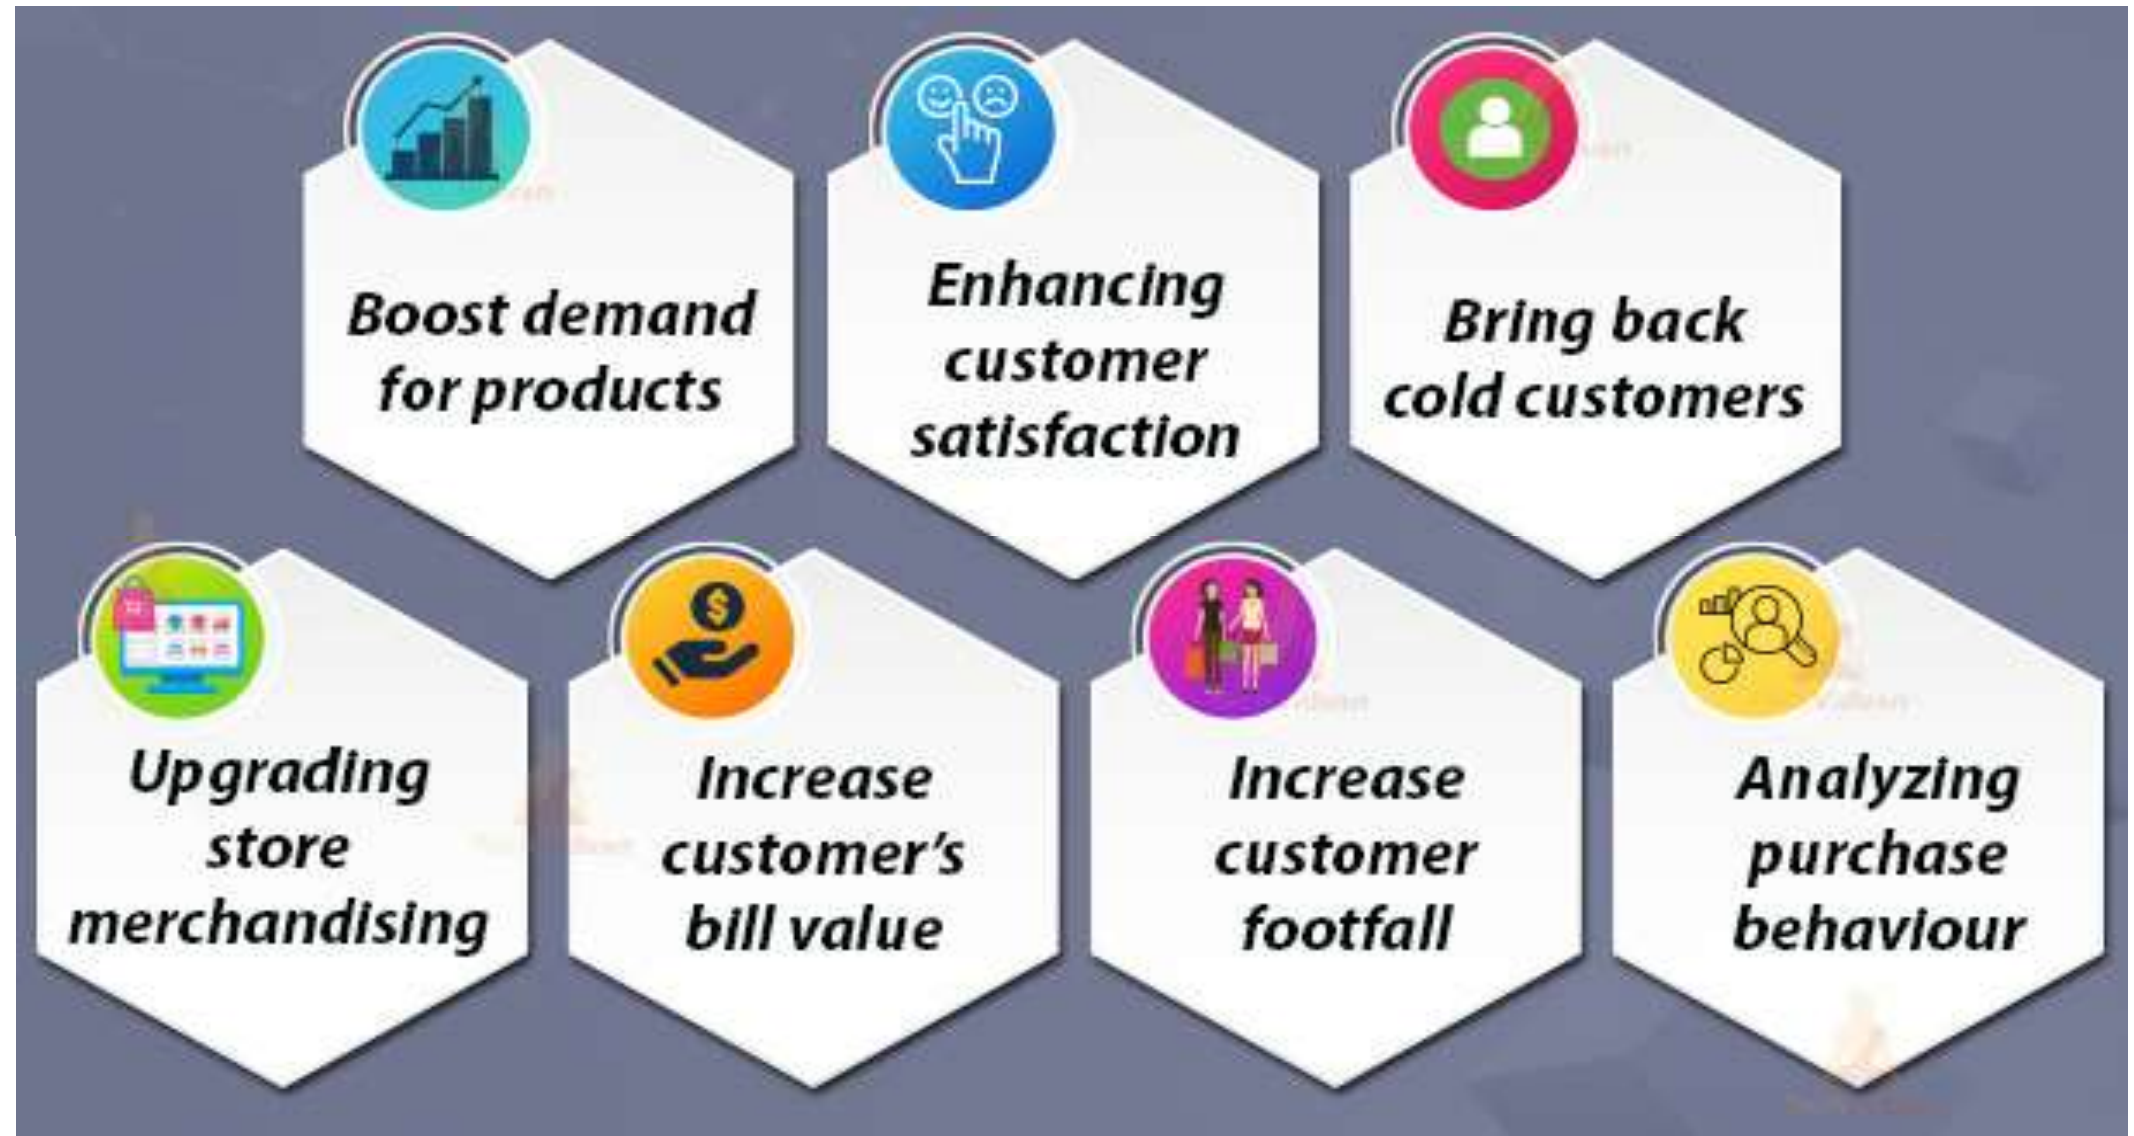 Boost demand
for products
Enhancing
customer
satisfaction
Bring back
cold customers
Upgrading
store
merchandising
Increase
customer's
bill value
Increase
customer
footfall
Analyzing
purchase
behaviour